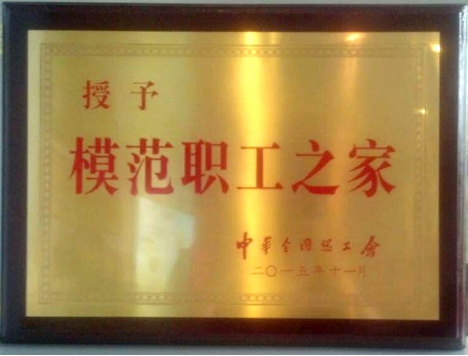 授予
模范职工之家
中华全国总工会
二〇一五年十一月